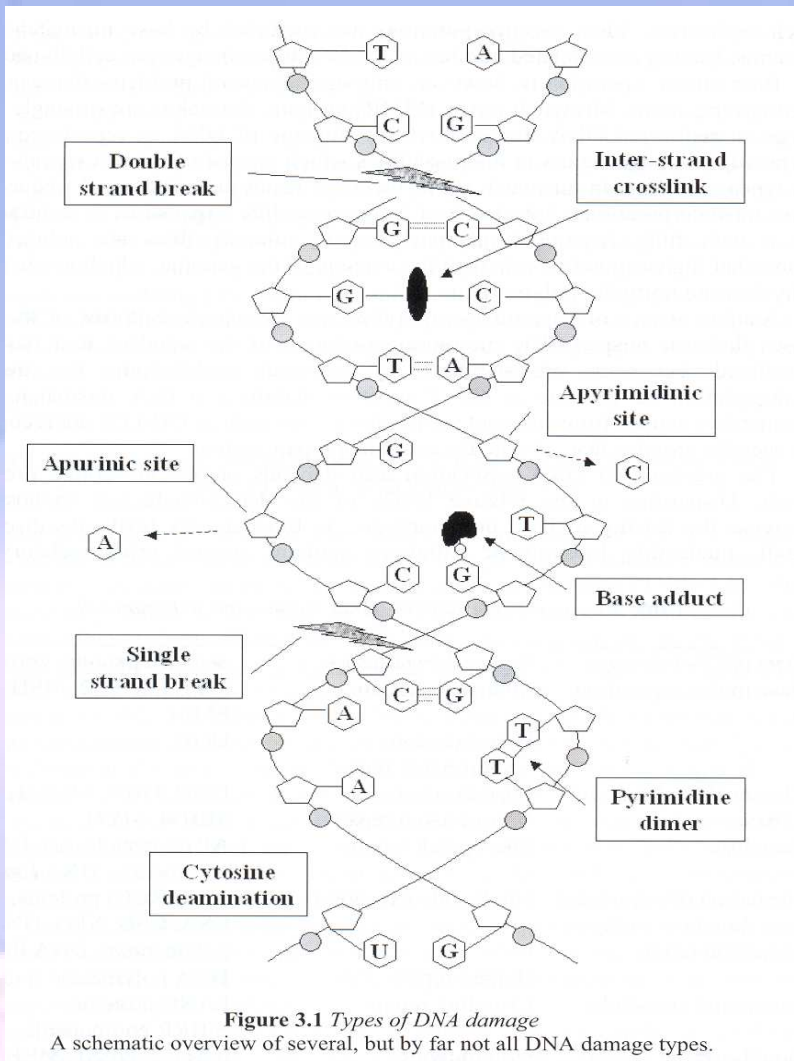 T A
C G
Double
strand break
Inter-strand
crosslink
G C
G C
T A
Apyrimidinic
site
G
C
Apurinic site
A
T
C G
Base adduct
Single
strand break
C G
A
T
T
A
Pyrimidine
dimer
Cytosine
deamination
U G
Figure 3.1 Types of DNA damage
A schematic overview of several, but by far not all DNA damage types.